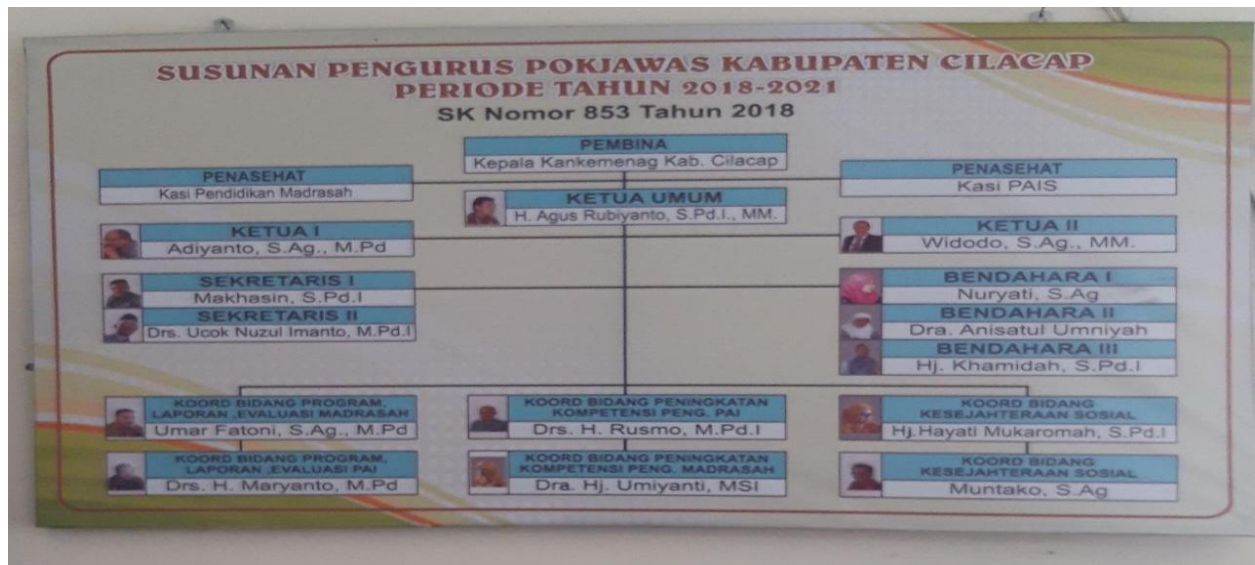 SUSUNAN PENGURUS POKJAWAS KABUPATEN CILACAP
PERIODE TAHUN 2018-2021
SK Nomor 853 Tahun 2018
PEMBINA
Kepala Kankemenag Kab. Cilacap
PENASEHAT
Kasi Pendidikan Madrasah
PENASEHAT
Kasi PAIS
KETUA UMUM
H. Agus Rubiyanto, S.Pd.I., MM.
KETUA I
Adiyanto, S.Ag., M.Pd
KETUA II
Widodo, S.Ag., MM.
SEKRETARIS I
Makhasin, S.Pd.I
SEKRETARIS II
Drs. Ucok Nuzul Imanto, M.Pd.I
BENDAHARA I
Nuryati, S.Ag
BENDAHARA II
Dra. Anisatul Umniyah
BENDAHARA III
Hj. Khamidah, S.Pd.I
KOORD BIDANG PROGRAM,
LAPORAN ,EVALUASI MADRASAH
Umar Fatoni, S.Ag., M.Pd
KOORD BIDANG PENINGKATAN
KOMPETENSI PENG. PAI
Drs. H. Rusmo, M.Pd.I
KOORD BIDANG
KESEJAHTERAAN SOSIAL
Hj.Hayati Mukaromah, S.Pd.I
KOORD BIDANG PROGRAM,
LAPORAN ,EVALUASI PAI
Drs. H. Maryanto, M.Pd
KOORD BIDANG PENINGKATAN
KOMPETENSI PENG. MADRASAH
Dra. Hj. Umiyanti, MSI
KOORD BIDANG
KESEJAHTERAAN SOSIAL
Muntako, S.Ag